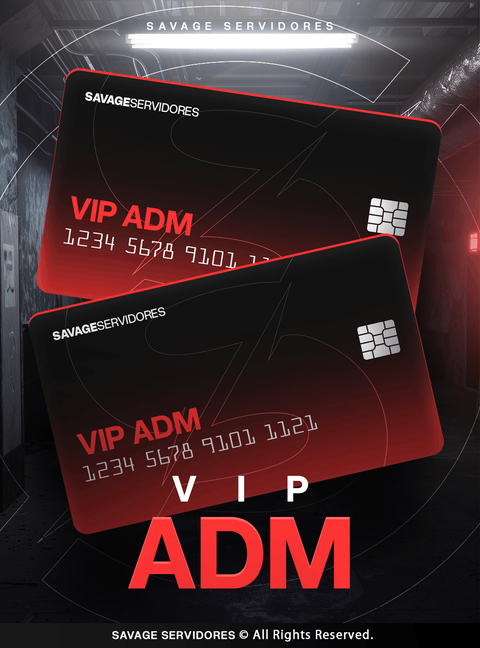 SAVAGE SERVIDORES
SAVAGESERVIDORES
VIP ADM
1234 5678 9101 11
SAVAGESERVIDORES
VIP ADM
1234 5678 9101 1121
VIP
ADM
SAVAGE SERVIDORES © All Rights Reserved.